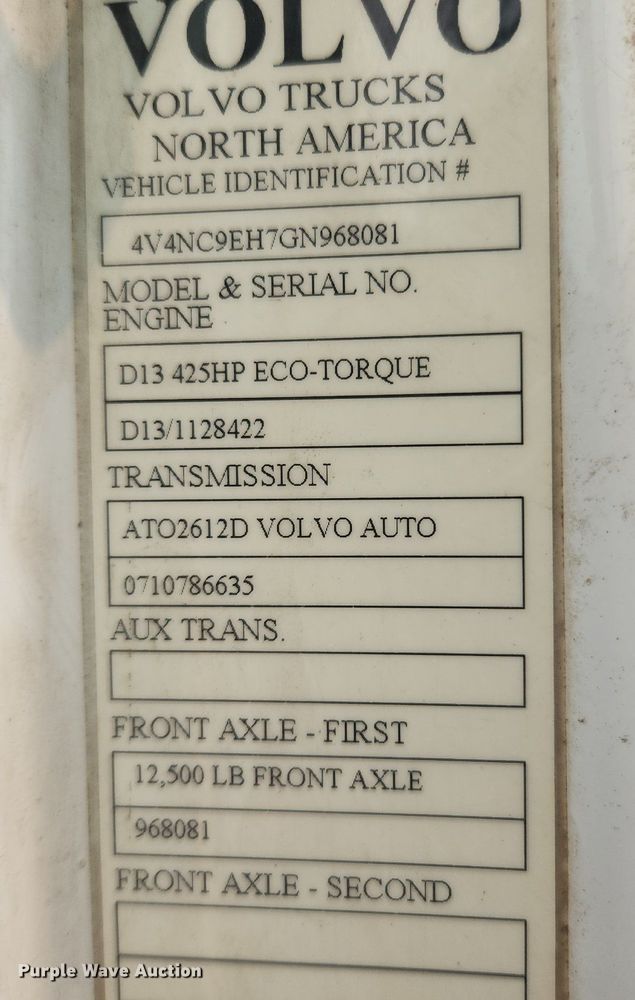 VOLVO
VOLVO TRUCKS
NORTH AMERICA
VEHICLE IDENTIFICATION #
4V4NC9EH7GN968081
MODEL & SERIAL NO.
ENGINE
D13 425HP ECO-TORQUE
D13/1128422
TRANSMISSION
ATO2612D VOLVO AUTO
0710786635
AUX TRANS.
FRONT AXLE - FIRST
12,500 LB FRONT AXLE
968081
FRONT AXLE - SECOND
Purple Wave Auction